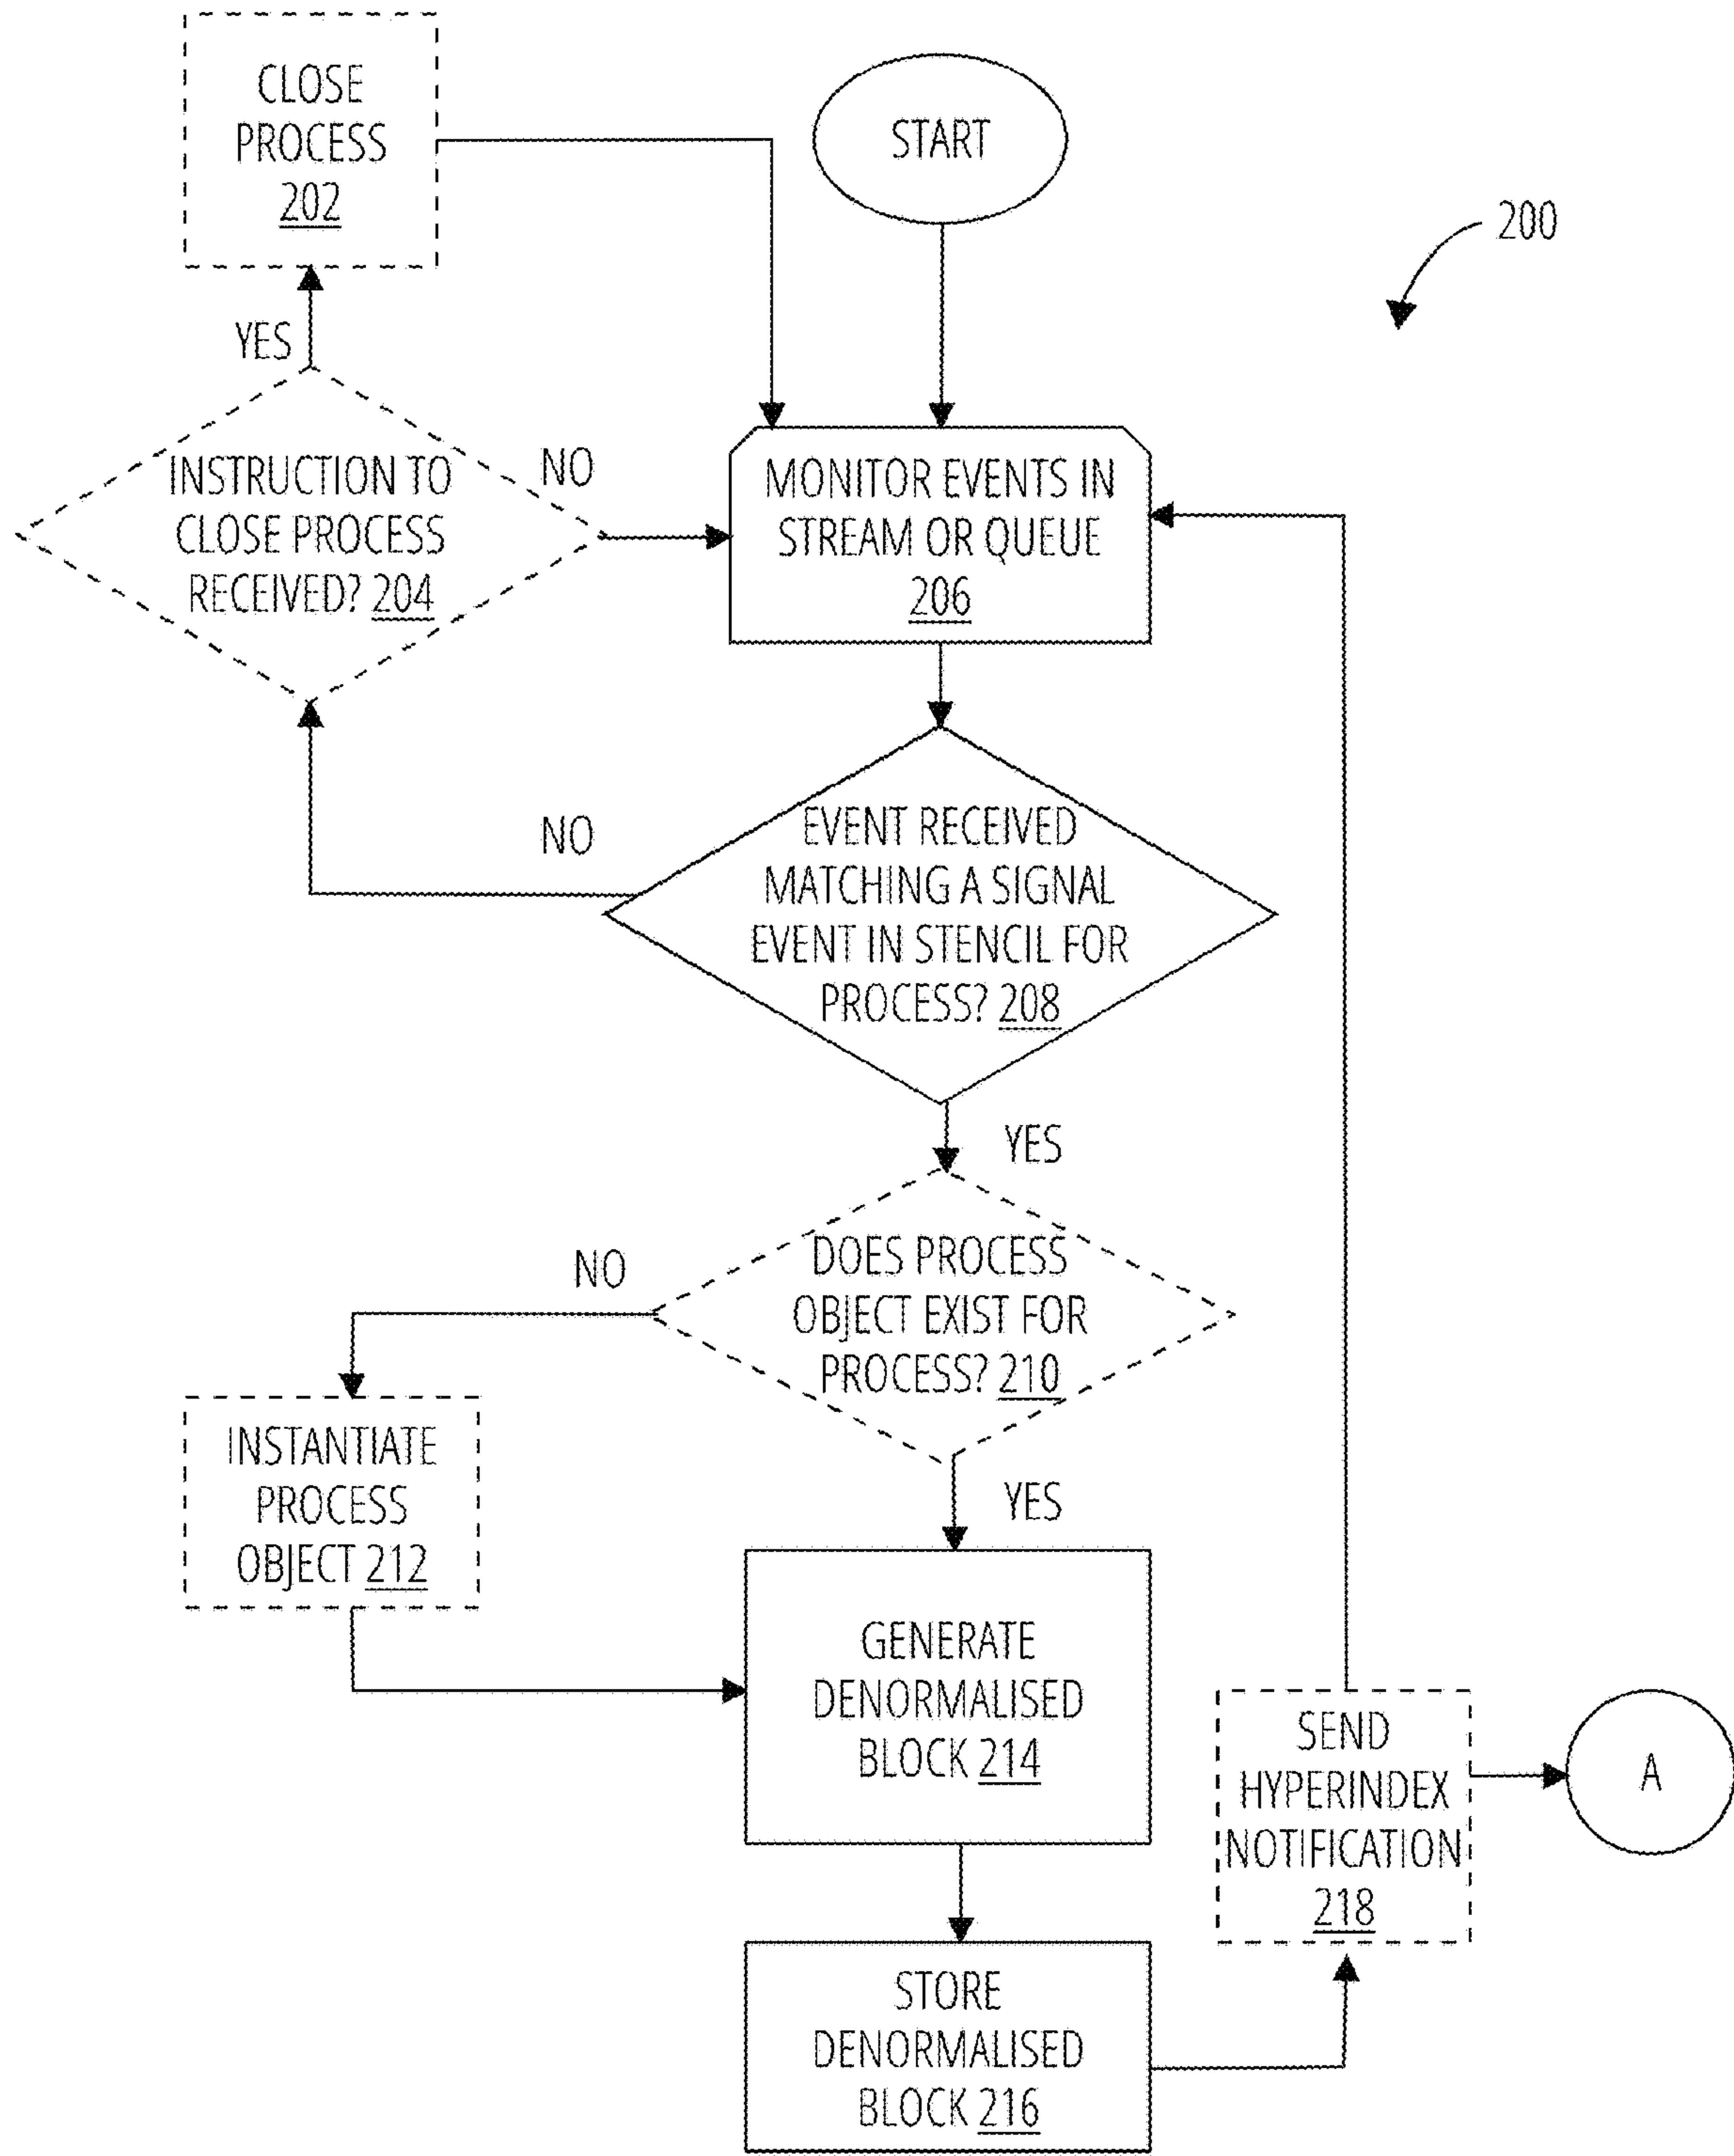 CLOSE
PROCESS
202
START
200
YES
INSTRUCTION TO
CLOSE PROCESS
RECEIVED? 204
NO
MONITOR EVENTS IN
STREAM OR QUEUE
206
NO
EVENT RECEIVED
MATCHING A SIGNAL
EVENT IN STENCIL FOR
PROCESS? 208
YES
NO
DOES PROCESS
OBJECT EXIST FOR
PROCESS? 210
INSTANTIATE
PROCESS
OBJECT 212
YES
GENERATE
DENORMALISED
BLOCK 214
SEND
HYPERINDEX
NOTIFICATION
218
A
STORE
DENORMALISED
BLOCK 216